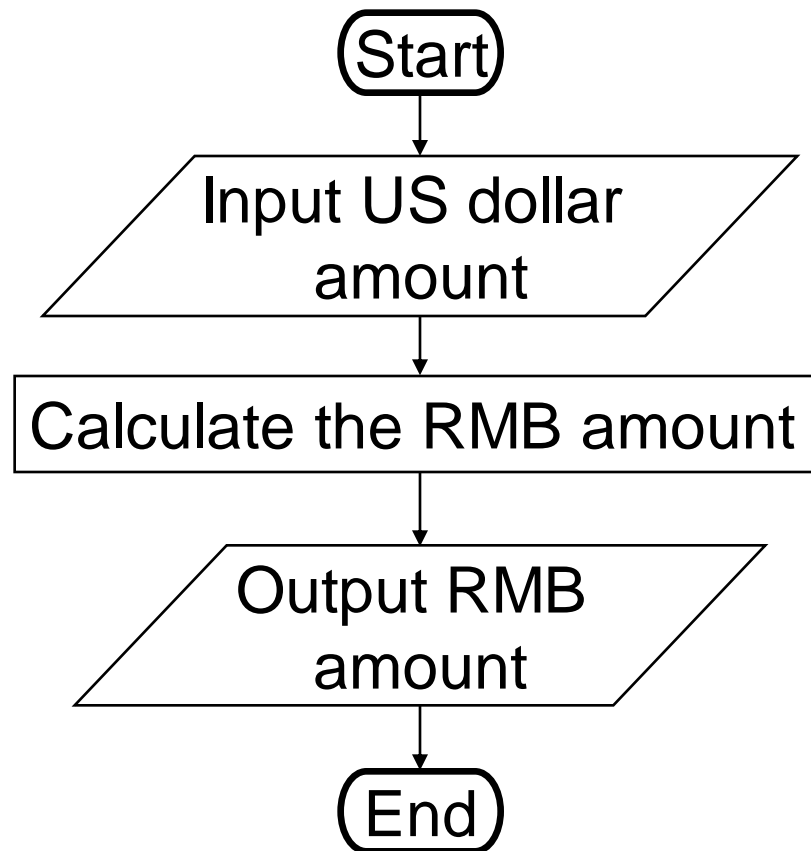 Start
Input US dollar
amount
Calculate the RMB amount
Output RMB
amount
End